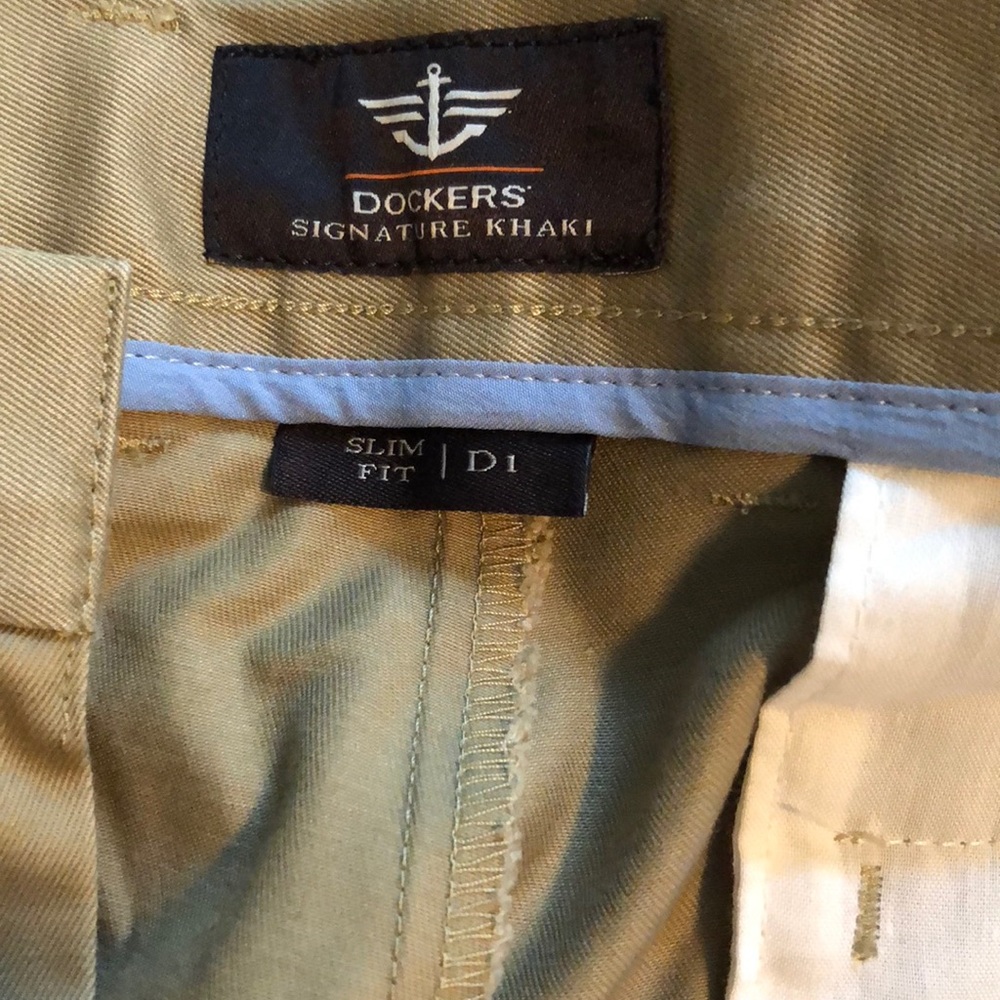 DOCKERS
SIGNATURE KHAKI
SLIM FIT | D1